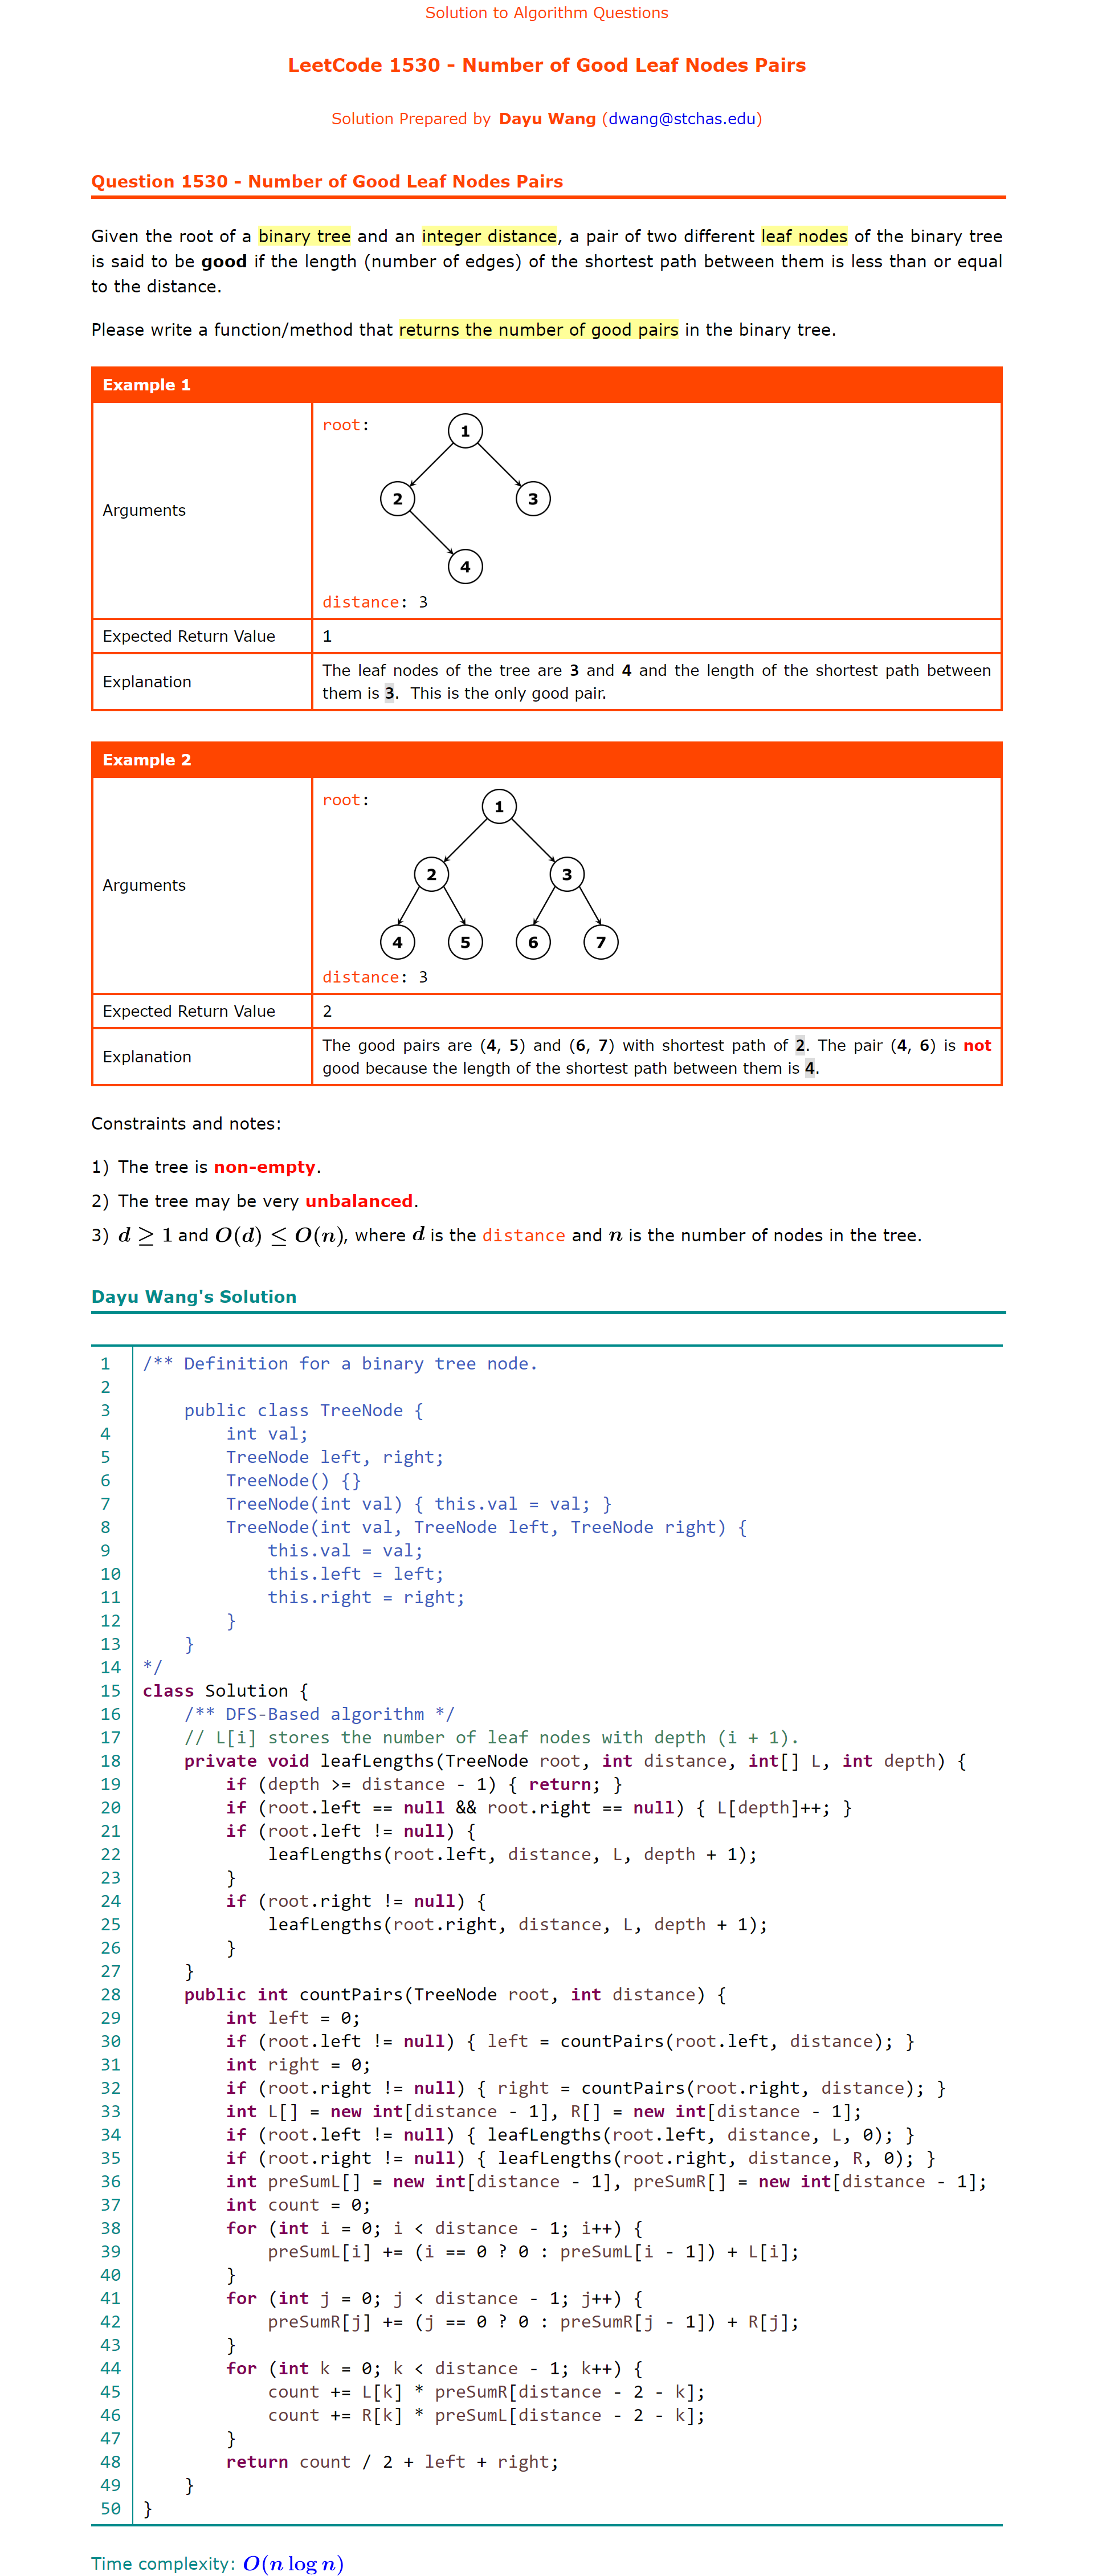 Solution to Algorithm Questions
LeetCode 1530 - Number of Good Leaf Nodes Pairs
Solution Prepared by Dayu Wang (dwang@stchas.edu)
Question 1530 - Number of Good Leaf Nodes Pairs
Given the root of a binary tree and an integer distance, a pair of two different leaf nodes of the binary tree
is said to be good if the length (number of edges) of the shortest path between them is less than or equal
to the distance.
Please write a function/method that returns the number of good pairs in the binary tree.
Example 1
Arguments
root:
1
2 3
4
distance: 3
Expected Return Value 1
Explanation
The leaf nodes of the tree are 3 and 4 and the length of the shortest path between
them is 3. This is the only good pair.
Example 2
Arguments
root:
1
2 3
4 5 6 7
distance: 3
Expected Return Value 2
Explanation
The good pairs are (4, 5) and (6, 7) with shortest path of 2. The pair (4, 6) is not
good because the length of the shortest path between them is 4.
Constraints and notes:
1) The tree is non-empty.
2) The tree may be very unbalanced.
3) d ≥ 1 and O(d) ≤ O(n), where d is the distance and n is the number of nodes in the tree.
Dayu Wang's Solution
1 /** Definition for a binary tree node.
2
3     public class TreeNode {
4         int val;
5         TreeNode left, right;
6         TreeNode() {}
7         TreeNode(int val) { this.val = val; }
8         TreeNode(int val, TreeNode left, TreeNode right) {
9             this.val = val;
10             this.left = left;
11             this.right = right;
12         }
13     }
14 */
15 class Solution {
16     /** DFS-Based algorithm */
17     // L[i] stores the number of leaf nodes with depth (i + 1).
18     private void leafLengths(TreeNode root, int distance, int[] L, int depth) {
19         if (depth >= distance - 1) { return; }
20         if (root.left == null && root.right == null) { L[depth]++; }
21         if (root.left != null) {
22             leafLengths(root.left, distance, L, depth + 1);
23         }
24         if (root.right != null) {
25             leafLengths(root.right, distance, L, depth + 1);
26         }
27     }
28     public int countPairs(TreeNode root, int distance) {
29         int left = 0;
30         if (root.left != null) { left = countPairs(root.left, distance); }
31         int right = 0;
32         if (root.right != null) { right = countPairs(root.right, distance); }
33         int L[] = new int[distance - 1], R[] = new int[distance - 1];
34         if (root.left != null) { leafLengths(root.left, distance, L, 0); }
35         if (root.right != null) { leafLengths(root.right, distance, R, 0); }
36         int preSumL[] = new int[distance - 1], preSumR[] = new int[distance - 1];
37         int count = 0;
38         for (int i = 0; i < distance - 1; i++) {
39             preSumL[i] += (i == 0 ? 0 : preSumL[i - 1]) + L[i];
40         }
41         for (int j = 0; j < distance - 1; j++) {
42             preSumR[j] += (j == 0 ? 0 : preSumR[j - 1]) + R[j];
43         }
44         for (int k = 0; k < distance - 1; k++) {
45             count += L[k] * preSumR[distance - 2 - k];
46             count += R[k] * preSumL[distance - 2 - k];
47         }
48         return count / 2 + left + right;
49     }
50 }
Time complexity: O(n log n)